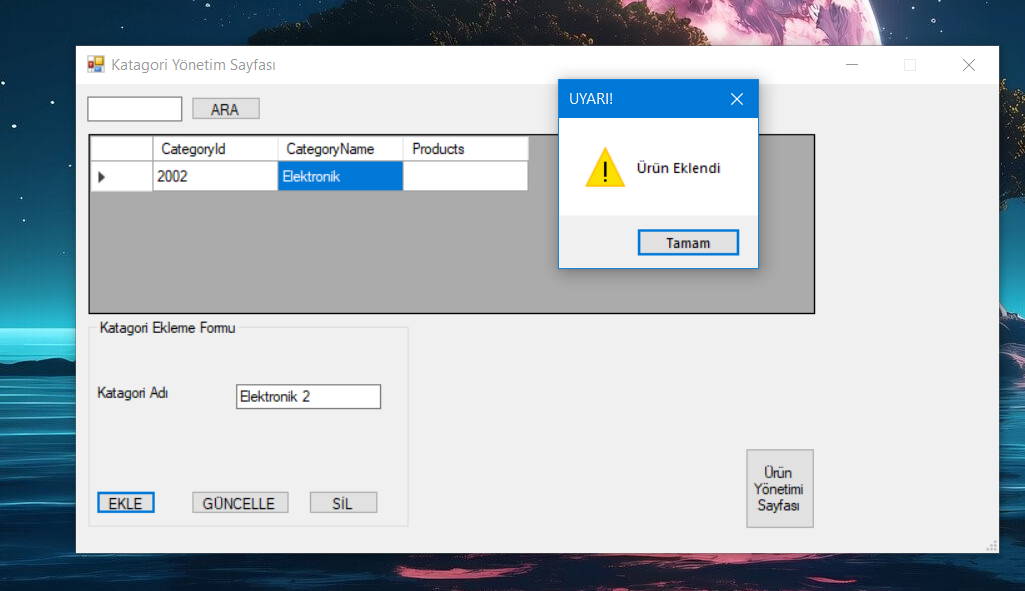 Katagori Yönetim Sayfası
ARA
UYARI!
Ürün Eklendi
Tamam
CategoryId CategoryName Products
2002 Elektronik
Katagori Ekleme Formu
Katagori Adı Elektronik 2
EKLE GÜNCELLE SİL
Ürün
Yönetimi
Sayfası